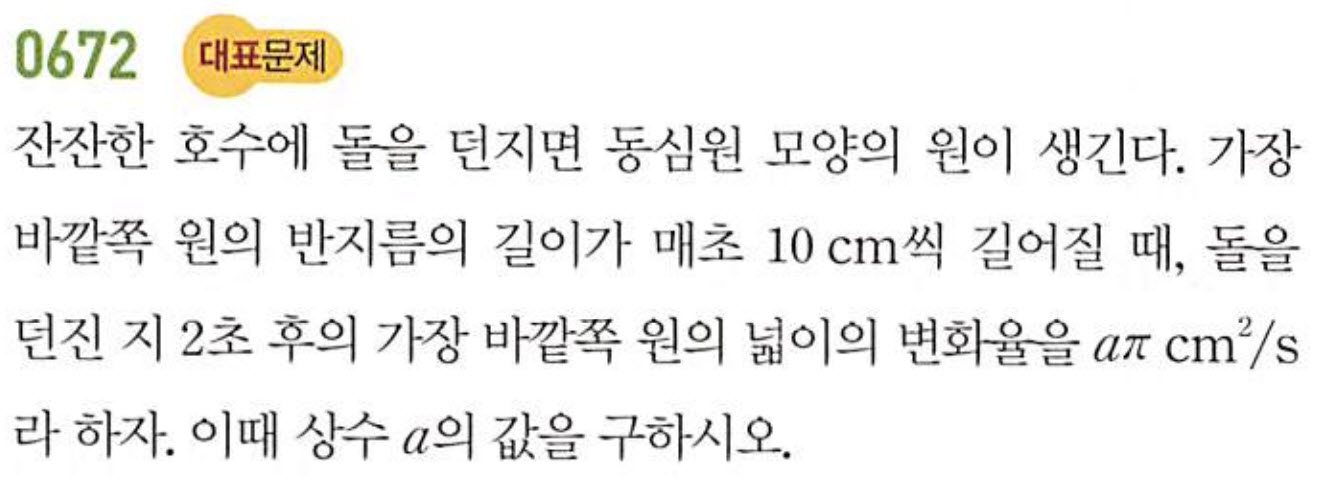 0672 대표문제
잔잔한 호수에 돌을 던지면 동심원 모양의 원이 생긴다. 가장
바깥쪽 원의 반지름의 길이가 매초 10 cm씩 길어질 때, 돌을
던진 지 2초 후의 가장 바깥쪽 원의 넓이의 변화율을 aπ cm²/s
라 하자. 이때 상수 a의 값을 구하시오.